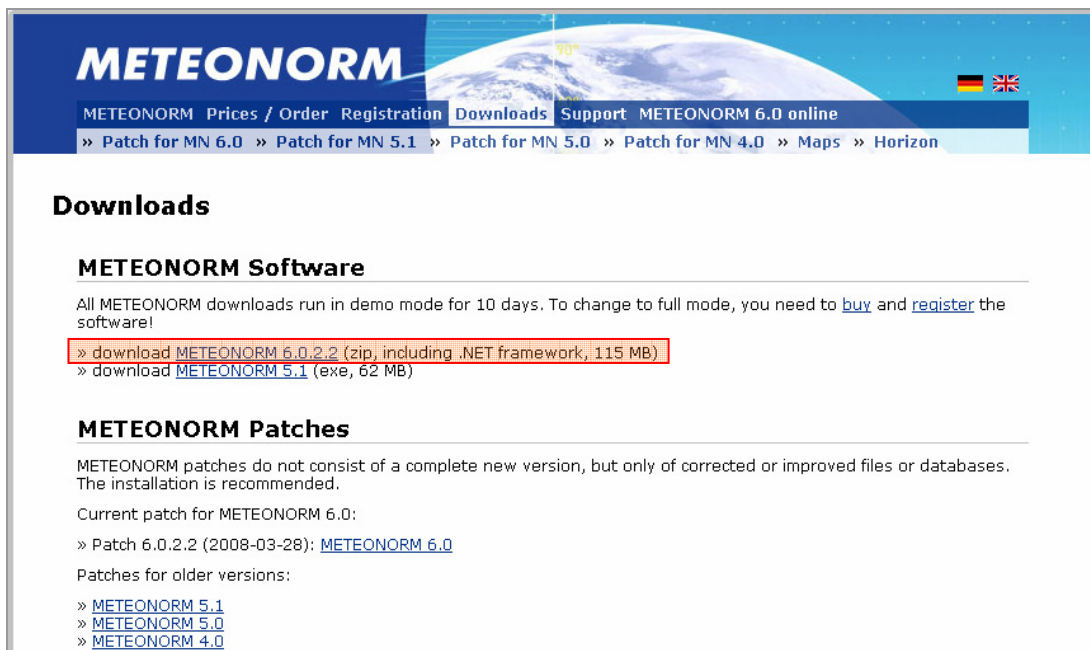 METEONORM
90°
METEONORM Prices / Order Registration Downloads Support METEONORM 6.0 online
» Patch for MN 6.0 » Patch for MN 5.1 » Patch for MN 5.0 » Patch for MN 4.0 » Maps » Horizon
Downloads
METEONORM Software
All METEONORM downloads run in demo mode for 10 days. To change to full mode, you need to buy and register the
software!
» download METEONORM 6.0.2.2 (zip, including .NET framework, 115 MB)
» download METEONORM 5.1 (exe, 62 MB)
METEONORM Patches
METEONORM patches do not consist of a complete new version, but only of corrected or improved files or databases.
The installation is recommended.
Current patch for METEONORM 6.0:
» Patch 6.0.2.2 (2008-03-28): METEONORM 6.0
Patches for older versions:
» METEONORM 5.1
» METEONORM 5.0
» METEONORM 4.0